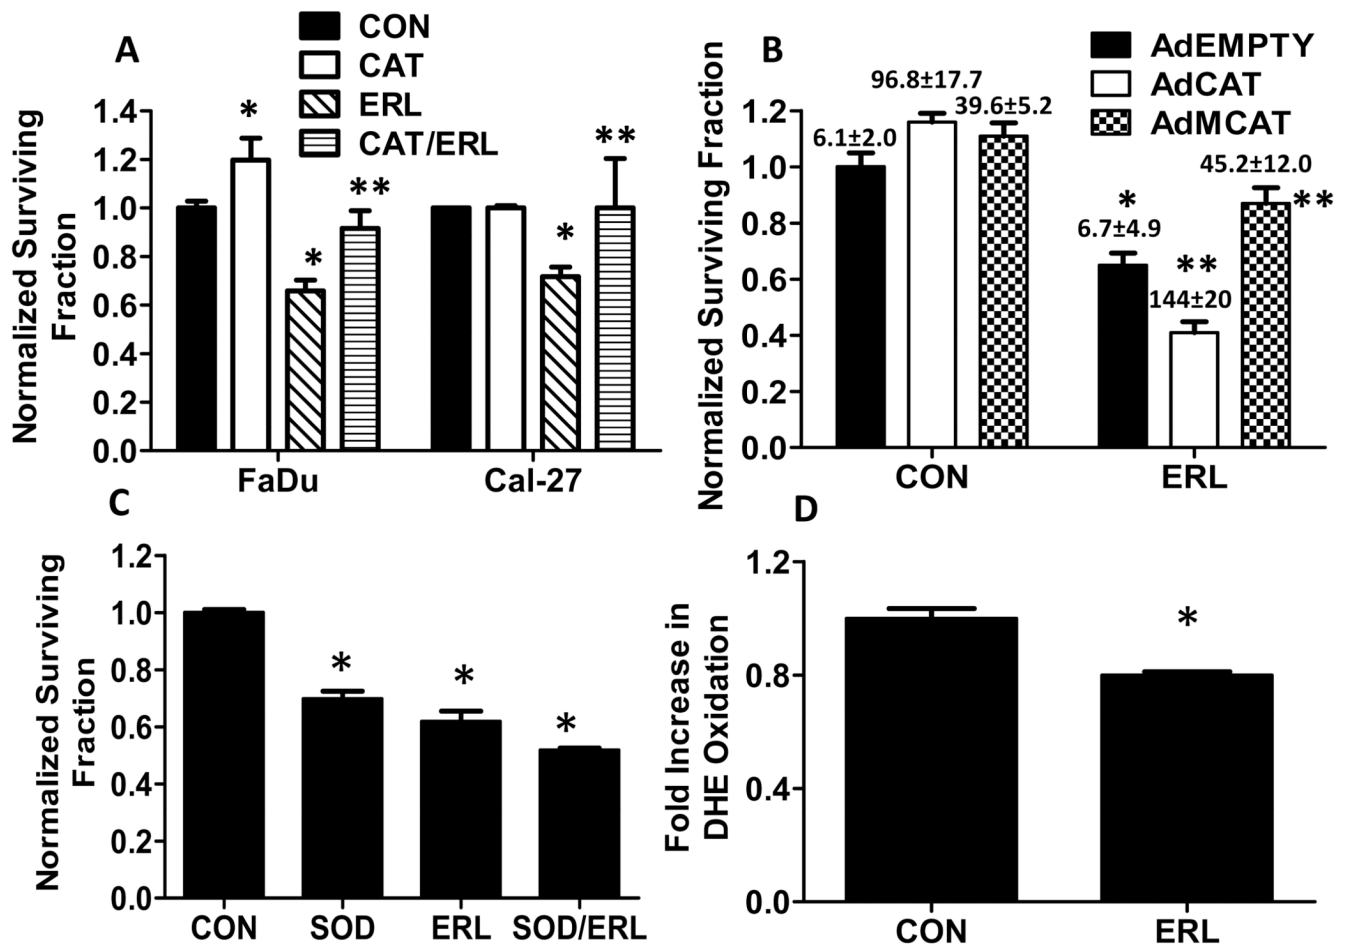 A
CON
CAT
ERL
CAT/ERL
Normalized Surviving
Fraction
1.4
1.2
1.0
0.8
0.6
0.4
0.2
0.0
*
*
**
*
**
FaDu
Cal-27
B
AdEMPTY
AdCAT
AdMCAT
Normalized Surviving Fraction
1.2
1.0
0.8
0.6
0.4
0.2
0.0
6.1±2.0
96.8±17.7
39.6±5.2
*
6.7±4.9
**
144±20
45.2±12.0
**
CON
ERL
C
Normalized Surviving
Fraction
1.2
1.0
0.8
0.6
0.4
0.2
0.0
*
*
*
CON
SOD
ERL
SOD/ERL
D
Fold Increase in
DHE Oxidation
1.2
0.8
0.4
0.0
*
CON
ERL